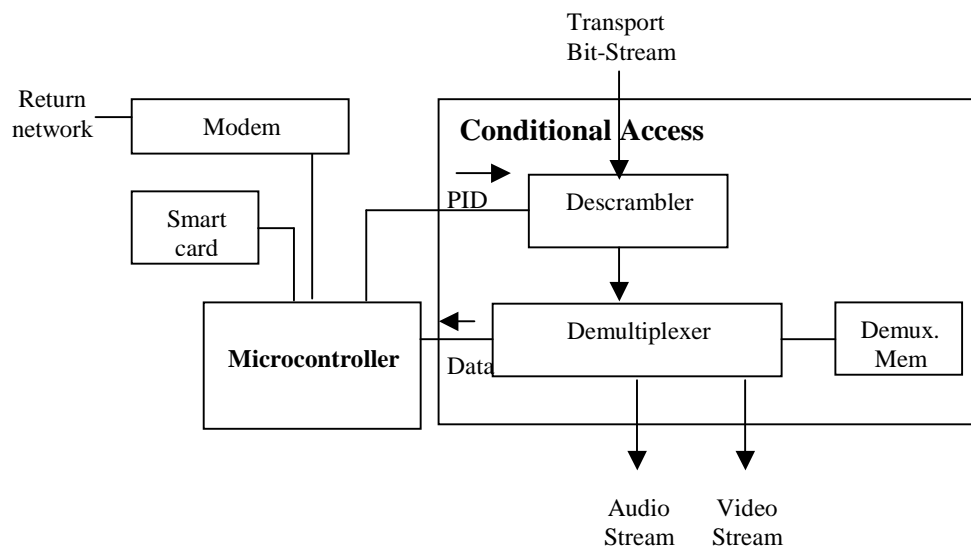 Transport
Bit-Stream
Return
network
Modem
Conditional Access
PID
Descrambler
Smart
card
Microcontroller
Data
Demultiplexer
Demux.
Mem
Audio
Stream
Video
Stream